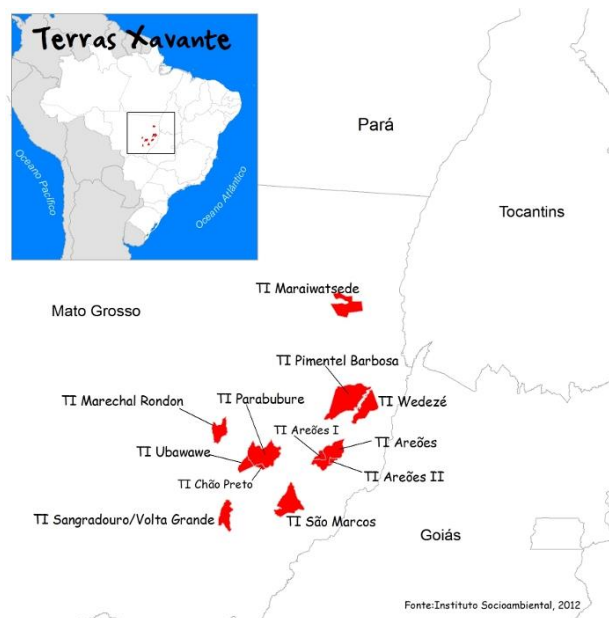 Terras Xavante
Oceano Pacífico
Oceano Atlântico
Pará
Tocantins
TI Maraiwatsede
Mato Grosso
TI Pimentel Barbosa
TI Parabubure
TI Wedezé
TI Marechal Rondon
TI Areões I
TI Areões
TI Ubawawe
TI Areões II
TI Chão Preto
TI Sangradouro/Volta Grande
TI São Marcos
Goiás
Fonte:Instituto Socioambiental, 2012